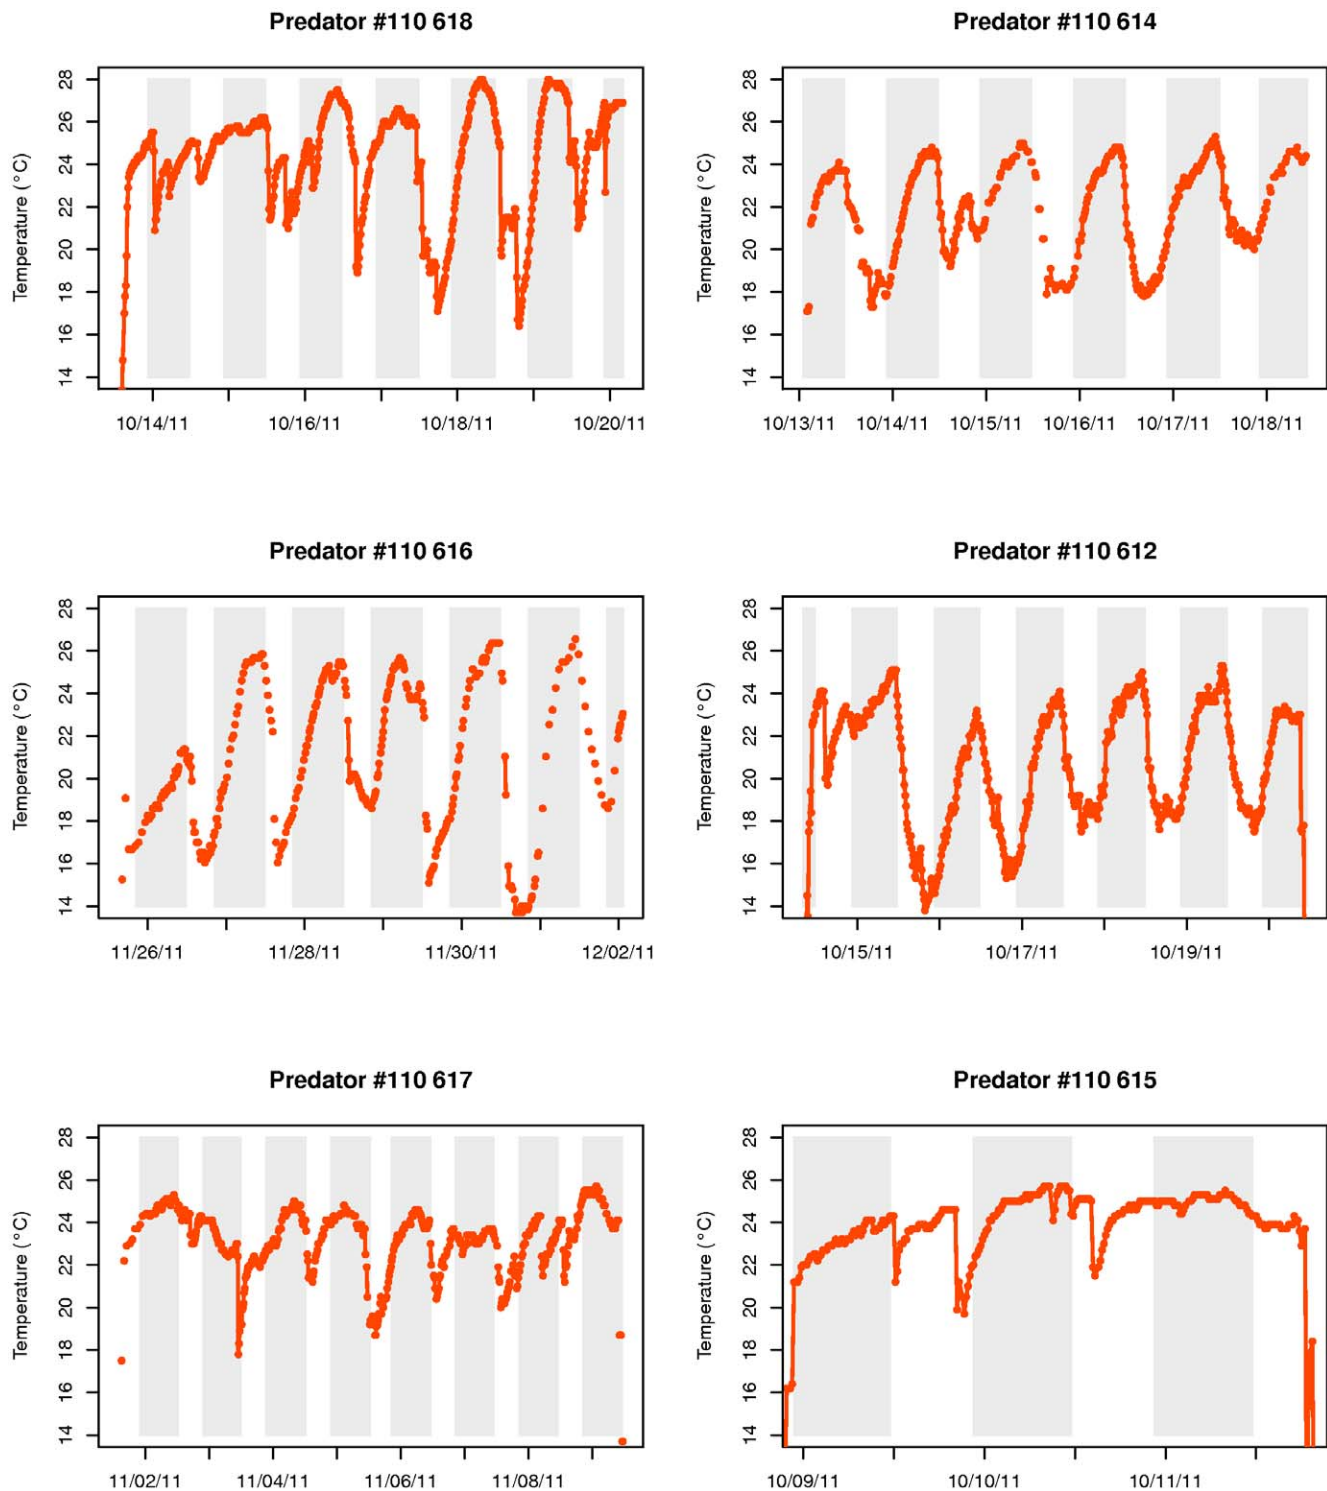 Predator #110 618
Temperature (°C)
28
26
24
22
20
18
16
14
10/14/11 10/16/11 10/18/11 10/20/11
Predator #110 614
Temperature (°C)
28
26
24
22
20
18
16
14
10/13/11 10/14/11 10/15/11 10/16/11 10/17/11 10/18/11
Predator #110 616
Temperature (°C)
28
26
24
22
20
18
16
14
11/26/11 11/28/11 11/30/11 12/02/11
Predator #110 612
Temperature (°C)
28
26
24
22
20
18
16
14
10/15/11 10/17/11 10/19/11
Predator #110 617
Temperature (°C)
28
26
24
22
20
18
16
14
11/02/11 11/04/11 11/06/11 11/08/11
Predator #110 615
Temperature (°C)
28
26
24
22
20
18
16
14
10/09/11 10/10/11 10/11/11